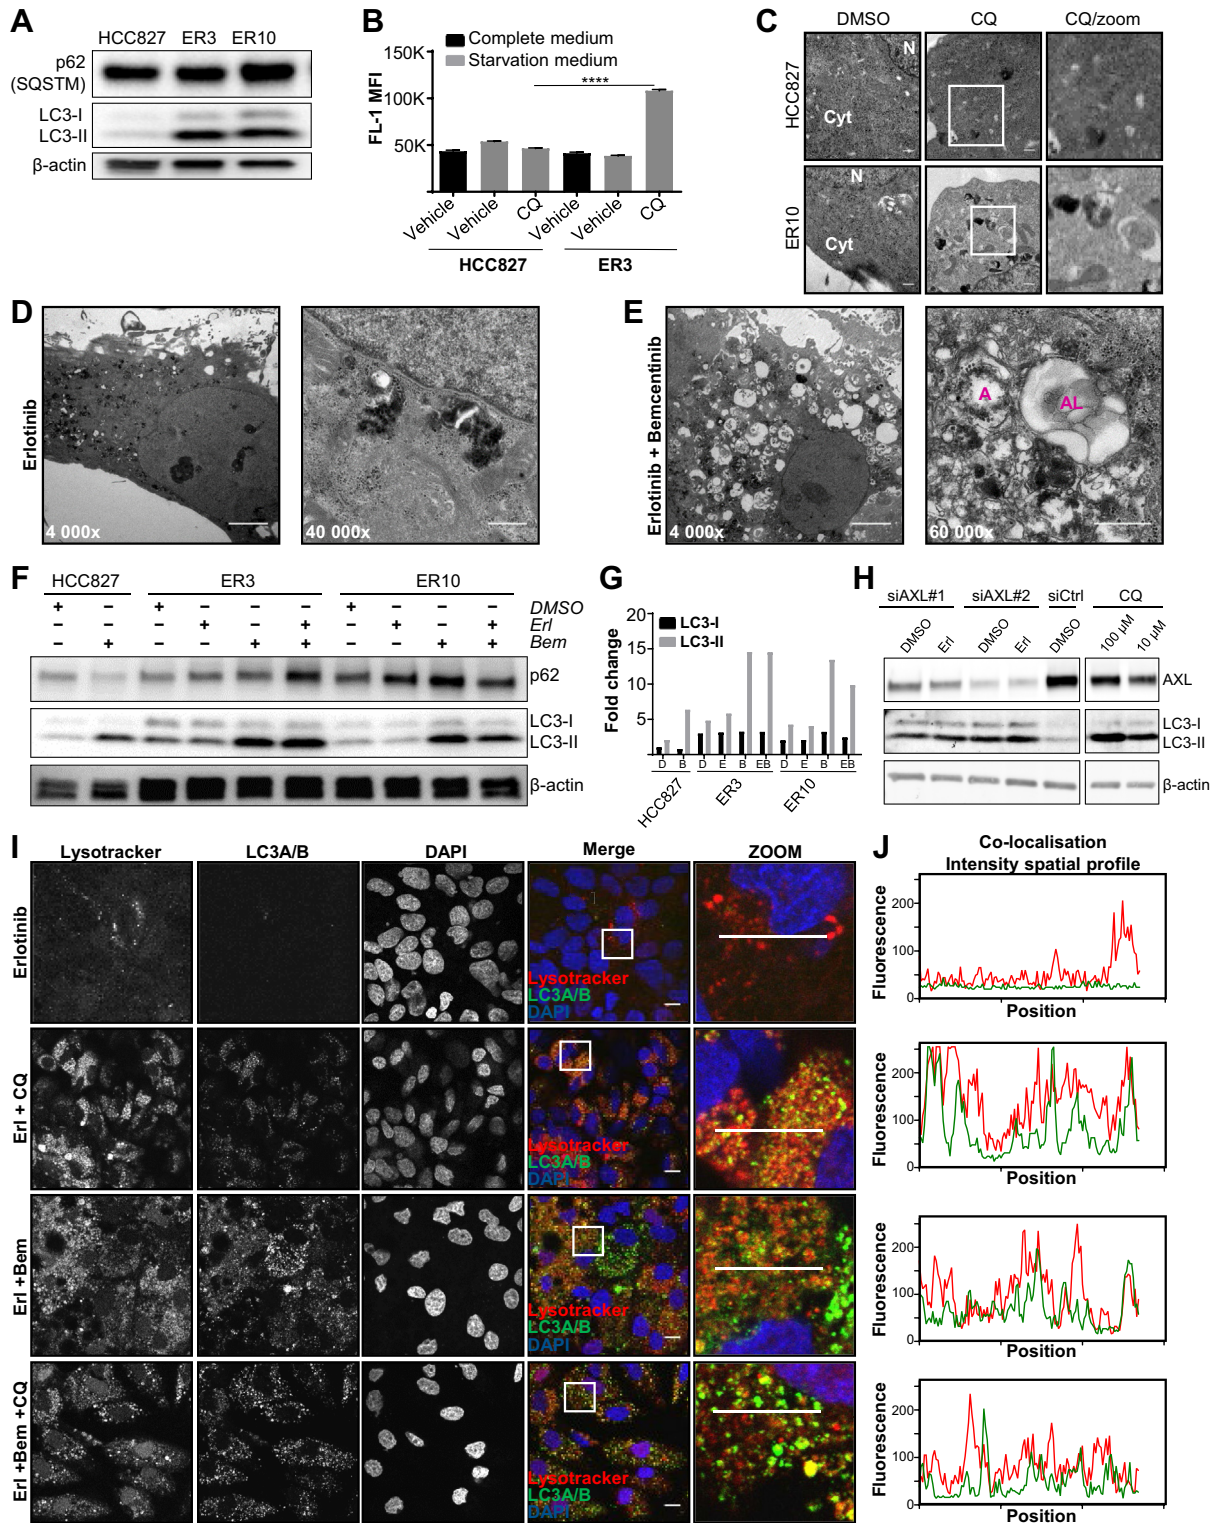 A
HCC827 ER3 ER10
p62
(SQSTM)
LC3-I
LC3-II
β-actin
B
Complete medium
Starvation medium
150K
100K
50K
0
FL-1 MFI
****
Vehicle
Vehicle
CQ
Vehicle
Vehicle
CQ
HCC827 ER3
C
DMSO CQ CQ/zoom
HCC827
N
Cyt
ER10
N
Cyt
D
Erlotinib
4 000x
40 000x
E
Erlotinib + Bemcentinib
4 000x
A
AL
60 000x
F
HCC827 ER3 ER10
+ – + – – – + – – – DMSO
– – – + – + – + – + Erl
– + – – + + – – + + Bem
p62
LC3-I
LC3-II
β-actin
G
LC3-I
LC3-II
Fold change
20
15
10
5
D B D E B EB D E B EB
HCC827
ER3
ER10
H
siAXL#1 siAXL#2 siCtrl CQ
DMSO
Erl
DMSO
Erl
DMSO
100 µM
10 µM
AXL
LC3-I
LC3-II
β-actin
I
Lysotracker LC3A/B DAPI Merge ZOOM
Erlotinib
Lysotracker
LC3A/B
DAPI
Erl + CQ
Lysotracker
LC3A/B
DAPI
Erl +Bem
Lysotracker
LC3A/B
DAPI
Erl +Bem +CQ
Lysotracker
LC3A/B
DAPI
J
Co-localisation
Intensity spatial profile
Fluorescence
200
100
0
Position
Fluorescence
200
100
0
Position
Fluorescence
200
100
0
Position
Fluorescence
200
100
0
Position